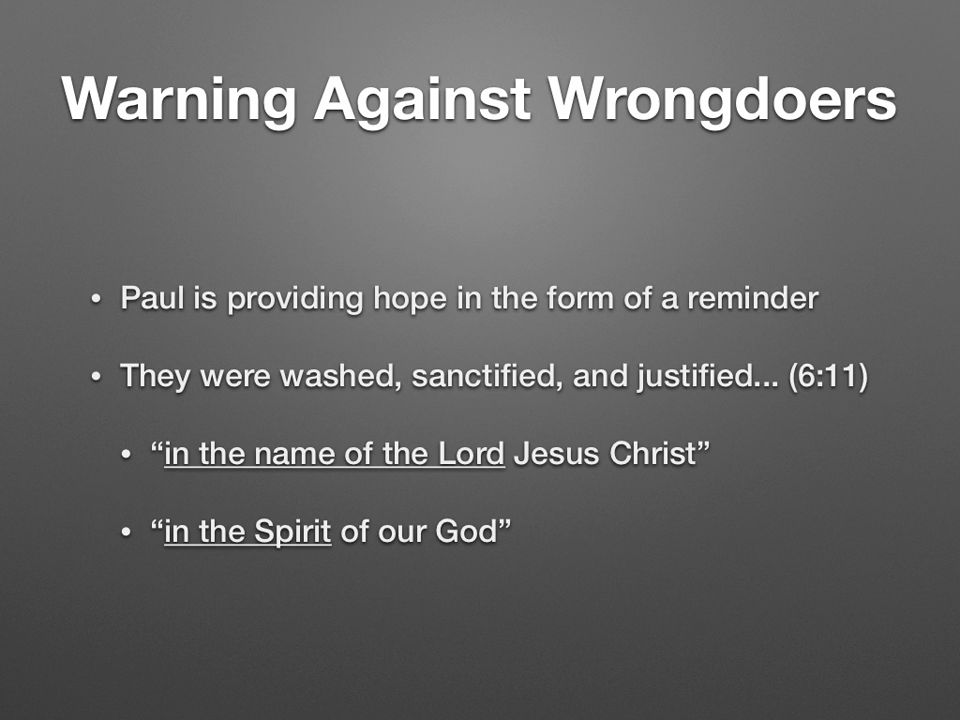 Warning Against Wrongdoers
• Paul is providing hope in the form of a reminder
• They were washed, sanctified, and justified... (6:11)
• “in the name of the Lord Jesus Christ”
• “in the Spirit of our God”